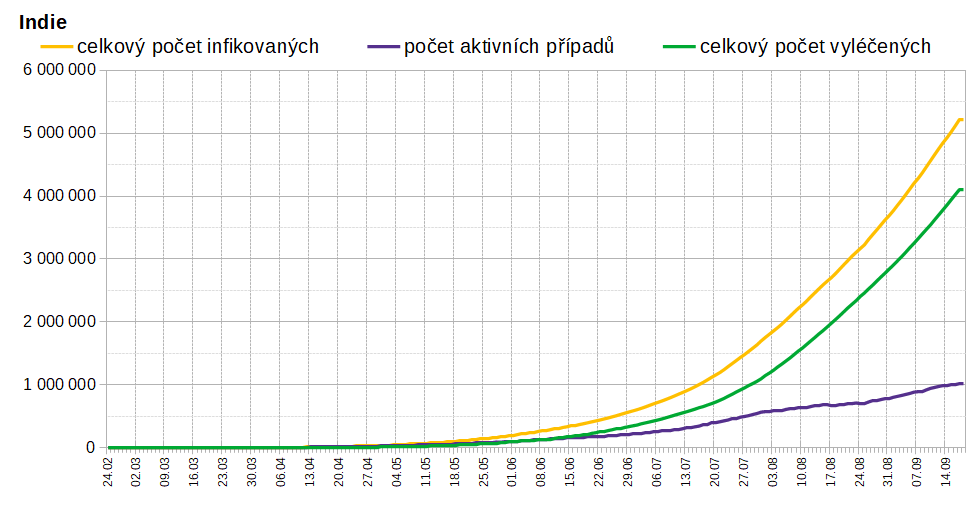 Indie
celkový počet infikovaných počet aktivních případů celkový počet vyléčených
6 000 000
5 000 000
4 000 000
3 000 000
2 000 000
1 000 000
0
24.02 02.03 09.03 16.03 23.03 30.03 06.04 13.04 20.04 27.04 04.05 11.05 18.05 25.05 01.06 08.06 15.06 22.06 29.06 06.07 13.07 20.07 27.07 03.08 10.08 17.08 24.08 31.08 07.09 14.09